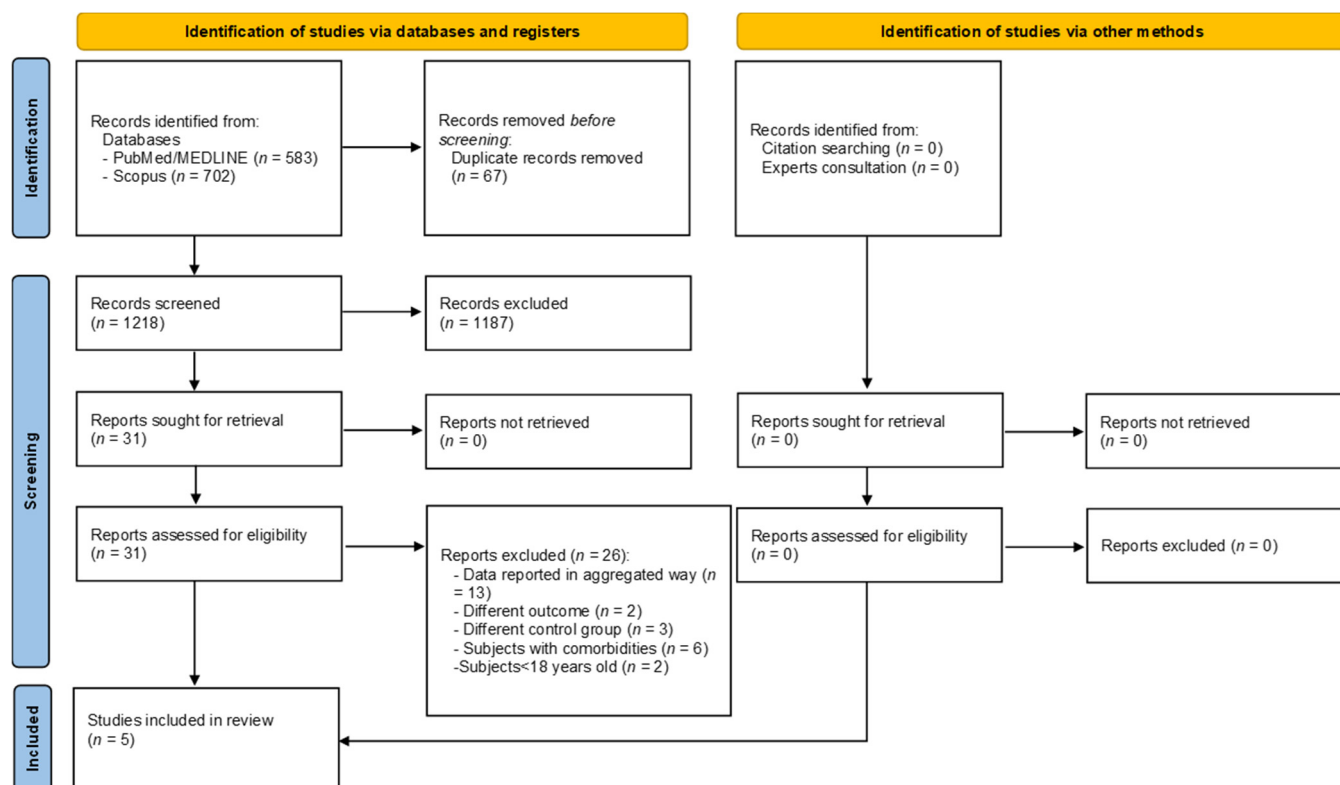 Identification of studies via databases and registers
Identification of studies via other methods
Identification
Records identified from:
Databases
- PubMed/MEDLINE (n = 583)
- Scopus (n = 702)
Records removed before
screening:
Duplicate records removed
(n = 67)
Records identified from:
Citation searching (n = 0)
Experts consultation (n = 0)
Screening
Records screened
(n = 1218)
Records excluded
(n = 1187)
Reports sought for retrieval
(n = 31)
Reports not retrieved
(n = 0)
Reports sought for retrieval
(n = 0)
Reports not retrieved
(n = 0)
Reports assessed for eligibility
(n = 31)
Reports excluded (n = 26):
- Data reported in aggregated way (n
= 13)
- Different outcome (n = 2)
- Different control group (n = 3)
- Subjects with comorbidities (n = 6)
-Subjects<18 years old (n = 2)
Reports assessed for eligibility
(n = 0)
Reports excluded (n = 0)
Included
Studies included in review
(n = 5)